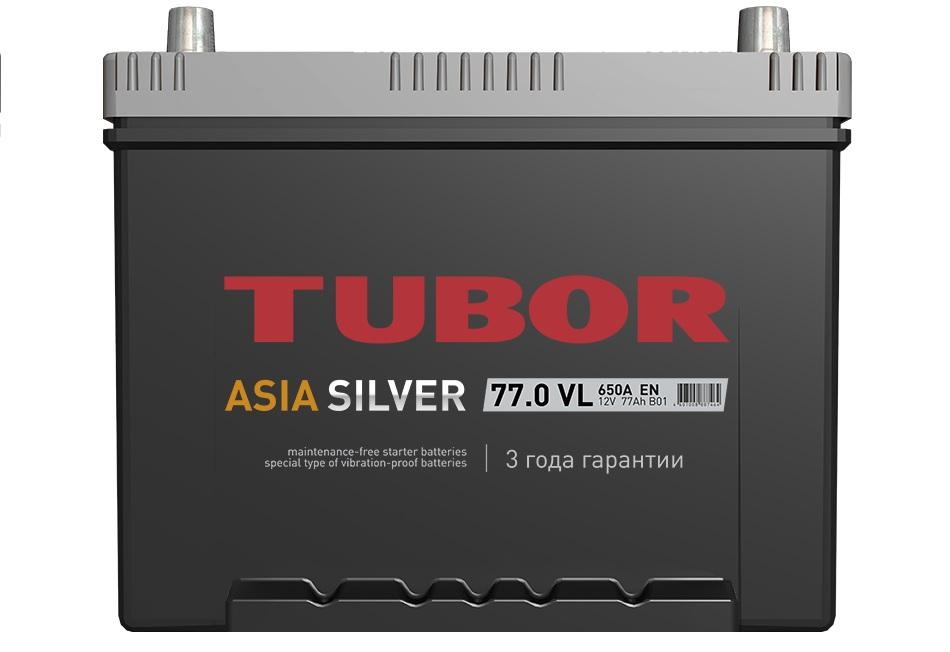 TUBOR
ASIA SILVER 77.0 VL 650A EN
12V 77Ah B01
maintenance-free starter batteries
special type of vibration-proof batteries
3 года гарантии